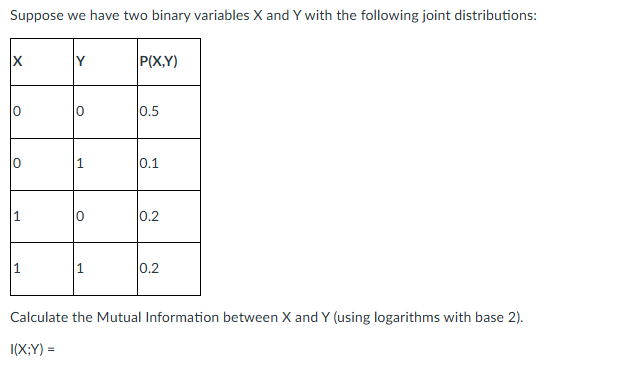 Suppose we have two binary variables X and Y with the following joint distributions:
X Y P(X,Y)
0 0 0.5
0 1 0.1
1 0 0.2
1 1 0.2
Calculate the Mutual Information between X and Y (using logarithms with base 2).
I(X;Y) =